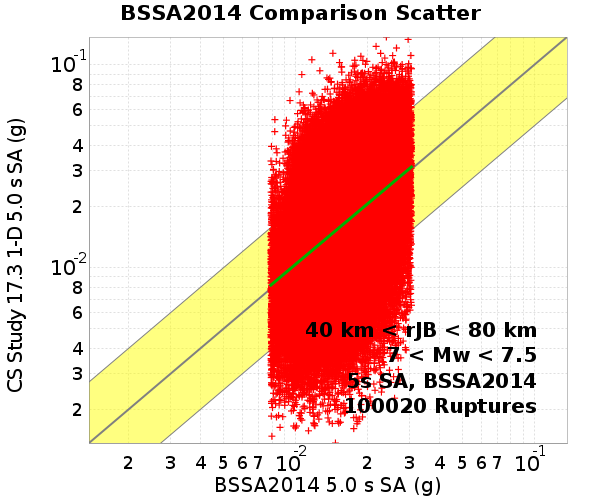 BSSA2014 Comparison Scatter
CS Study 17.3 1-D 5.0 s SA (g)
10^-1
8
6
4
3
2
10^-2
8
6
4
3
2
40 km < rJB < 80 km
7 < Mw < 7.5
5s SA, BSSA2014
100020 Ruptures
2 3 4 5 6 7 10^-2 2 3 4 5 6 7 10^-1
BSSA2014 5.0 s SA (g)